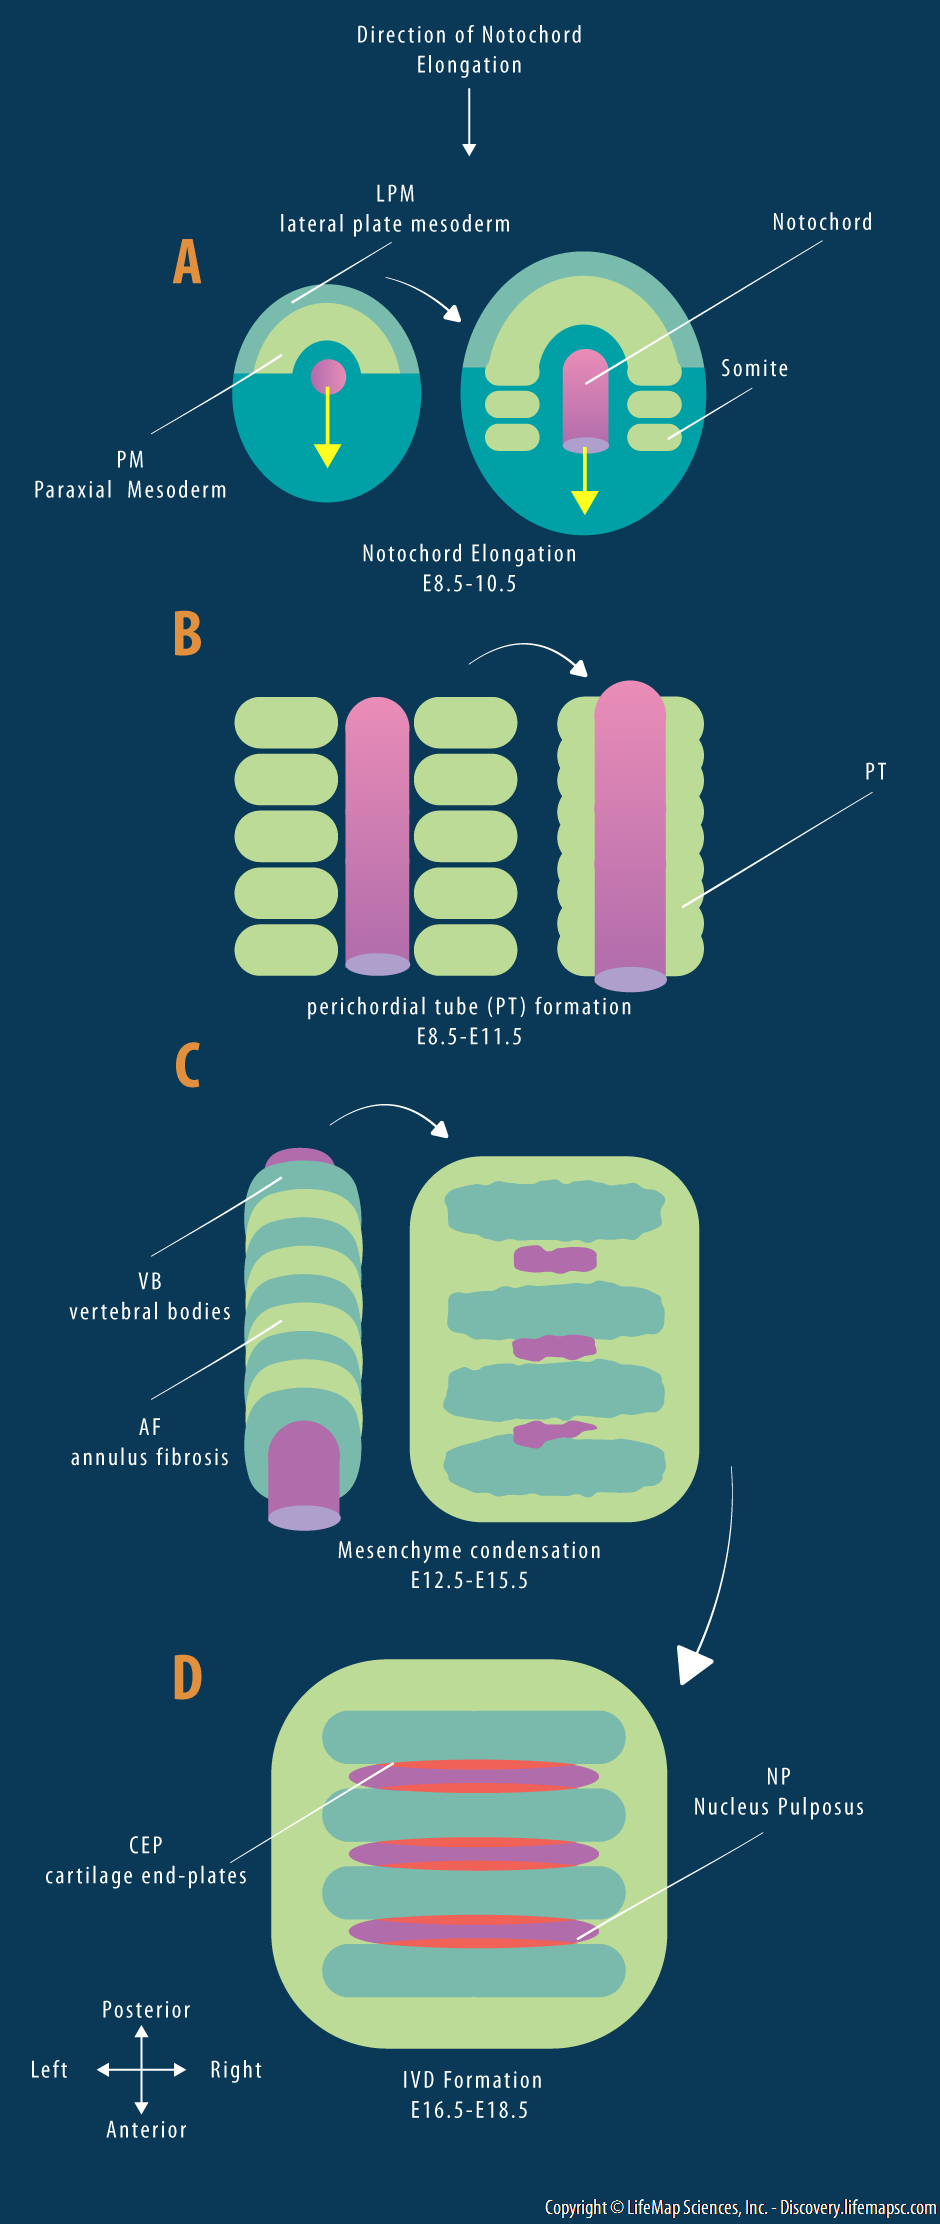 Direction of Notochord
Elongation
LPM
lateral plate mesoderm
Notochord
A
Somite
PM
Paraxial Mesoderm
Notochord Elongation
E8.5-10.5
B
PT
perichordial tube (PT) formation
E8.5-E11.5
C
VB
vertebral bodies
AF
annulus fibrosis
Mesenchyme condensation
E12.5-E15.5
D
NP
Nucleus Pulposus
CEP
cartilage end-plates
Posterior
Left
Right
Anterior
IVD Formation
E16.5-E18.5
Copyright © LifeMap Sciences, Inc. - Discovery.lifemapsc.com